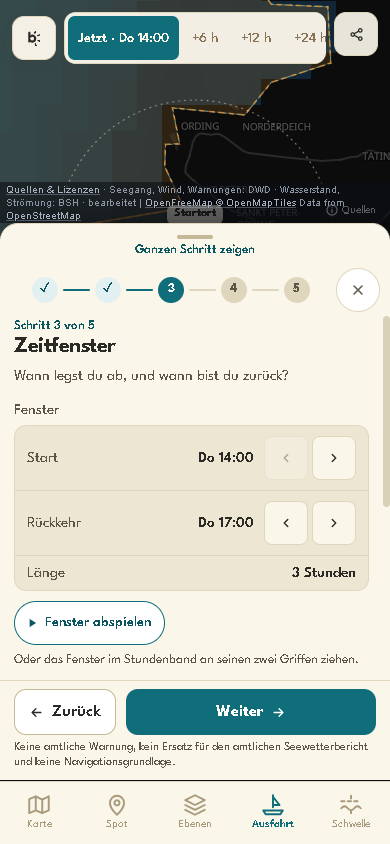 b:
Jetzt · Do 14:00
+6 h
+12 h
+24 h
ORDING
NORDERDEICH
TATIN
Quellen & Lizenzen · Seegang, Wind, Warnungen: DWD · Wasserstand,
Strömung: BSH · bearbeitet | OpenFreeMap © OpenMapTiles Data from
OpenStreetMap
Startort
SANKT PETER-
Quellen
Ganzen Schritt zeigen
3
4
5
Schritt 3 von 5
Zeitfenster
Wann legst du ab, und wann bist du zurück?
Fenster
Start
Do 14:00
Rückkehr
Do 17:00
Länge
3 Stunden
Fenster abspielen
Oder das Fenster im Stundenband an seinen zwei Griffen ziehen.
← Zurück
Weiter →
Keine amtliche Warnung, kein Ersatz für den amtlichen Seewetterbericht
und keine Navigationsgrundlage.
Karte
Spot
Ebenen
Ausfahrt
Schwelle